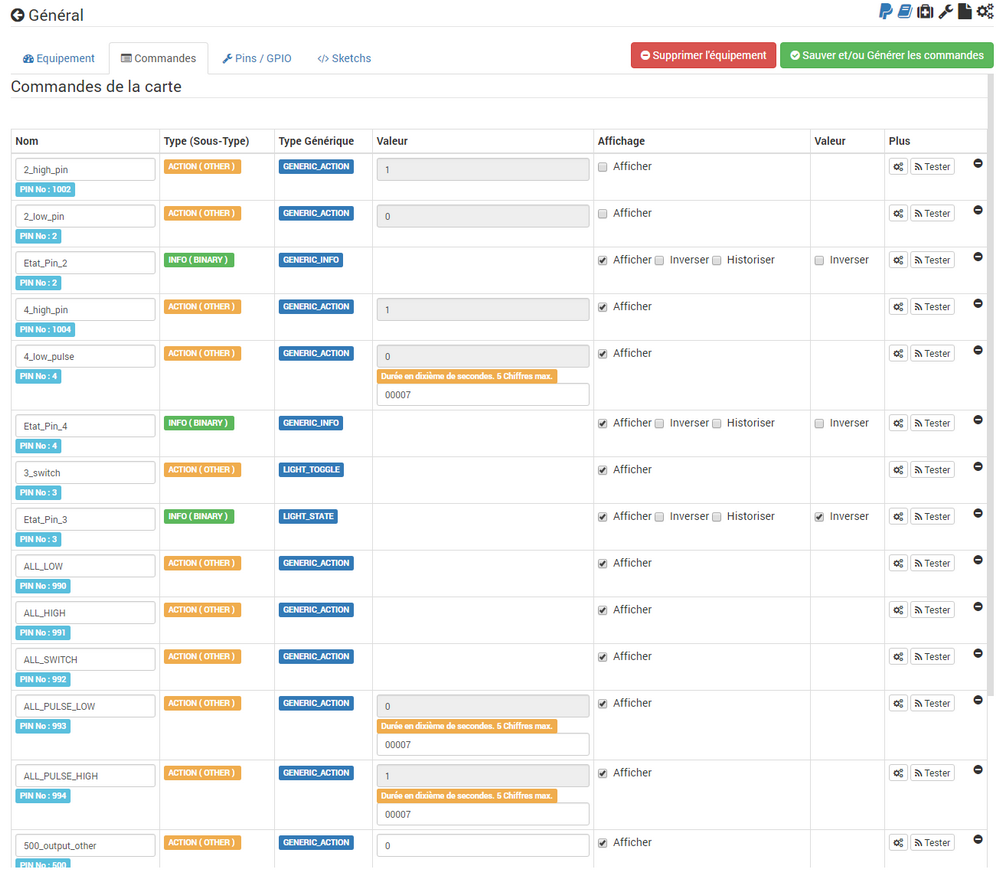 Général
Equipement Commandes Pins / GPIO </> Sketchs Supprimer l'équipement Sauver et/ou Générer les commandes
Commandes de la carte
Nom Type (Sous-Type) Type Générique Valeur Affichage Valeur Plus
2_high_pin ACTION ( OTHER ) GENERIC_ACTION 1 Afficher Tester
PIN No : 1002
2_low_pin ACTION ( OTHER ) GENERIC_ACTION 0 Afficher Tester
PIN No : 2
Etat_Pin_2 INFO ( BINARY ) GENERIC_INFO Afficher Inverser Historiser Inverser Tester
PIN No : 2
4_high_pin ACTION ( OTHER ) GENERIC_ACTION 1 Afficher Tester
PIN No : 1004
4_low_pulse ACTION ( OTHER ) GENERIC_ACTION 0 Afficher Tester
PIN No : 4 Durée en dixième de secondes. 5 Chiffres max.
00007
Etat_Pin_4 INFO ( BINARY ) GENERIC_INFO Afficher Inverser Historiser Inverser Tester
PIN No : 4
3_switch ACTION ( OTHER ) LIGHT_TOGGLE Afficher Tester
PIN No : 3
Etat_Pin_3 INFO ( BINARY ) LIGHT_STATE Afficher Inverser Historiser Inverser Tester
PIN No : 3
ALL_LOW ACTION ( OTHER ) GENERIC_ACTION Afficher Tester
PIN No : 990
ALL_HIGH ACTION ( OTHER ) GENERIC_ACTION Afficher Tester
PIN No : 991
ALL_SWITCH ACTION ( OTHER ) GENERIC_ACTION Afficher Tester
PIN No : 992
ALL_PULSE_LOW ACTION ( OTHER ) GENERIC_ACTION 0 Afficher Tester
PIN No : 993 Durée en dixième de secondes. 5 Chiffres max.
00007
ALL_PULSE_HIGH ACTION ( OTHER ) GENERIC_ACTION 1 Afficher Tester
PIN No : 994 Durée en dixième de secondes. 5 Chiffres max.
00007
500_output_other ACTION ( OTHER ) GENERIC_ACTION 0 Afficher Tester
PIN No : 500